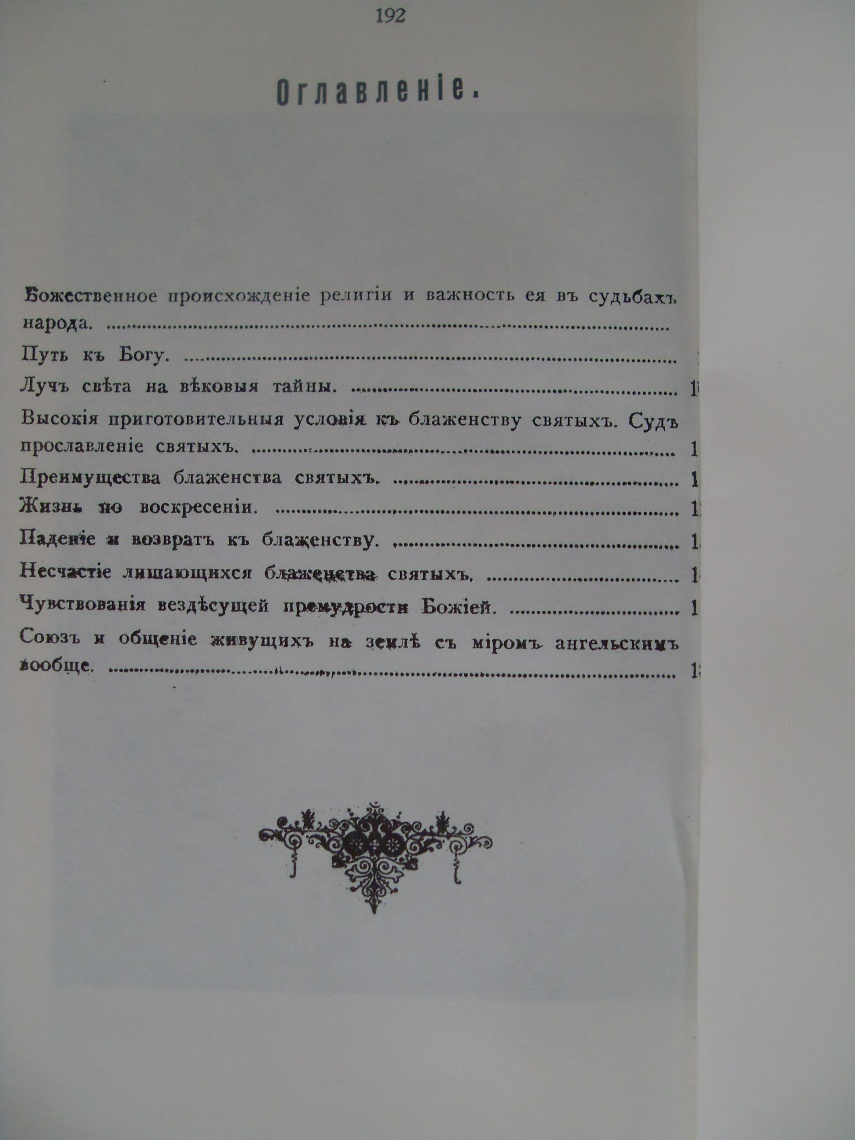 192
Оглавленіе.
Божественное происхожденіе религіи и важность ея въ судьбахъ
народа. ........
Путь къ Богу. ........
Лучъ свѣта на вѣковыя тайны. ........
Высокія приготовительныя условія къ блаженству святыхъ. Судъ
прославленіе святыхъ. ........
Преимущества блаженства святыхъ. ........
Жизнь по воскресеніи. ........
Паденіе и возвратъ къ блаженству. ........
Несчастіе лишающихся блаженства святыхъ. ........
Чувствованія вездѣсущей премудрости Божіей. ........
Союзъ и общеніе живущихъ на землѣ съ міромъ ангельскимъ
вообще. ........